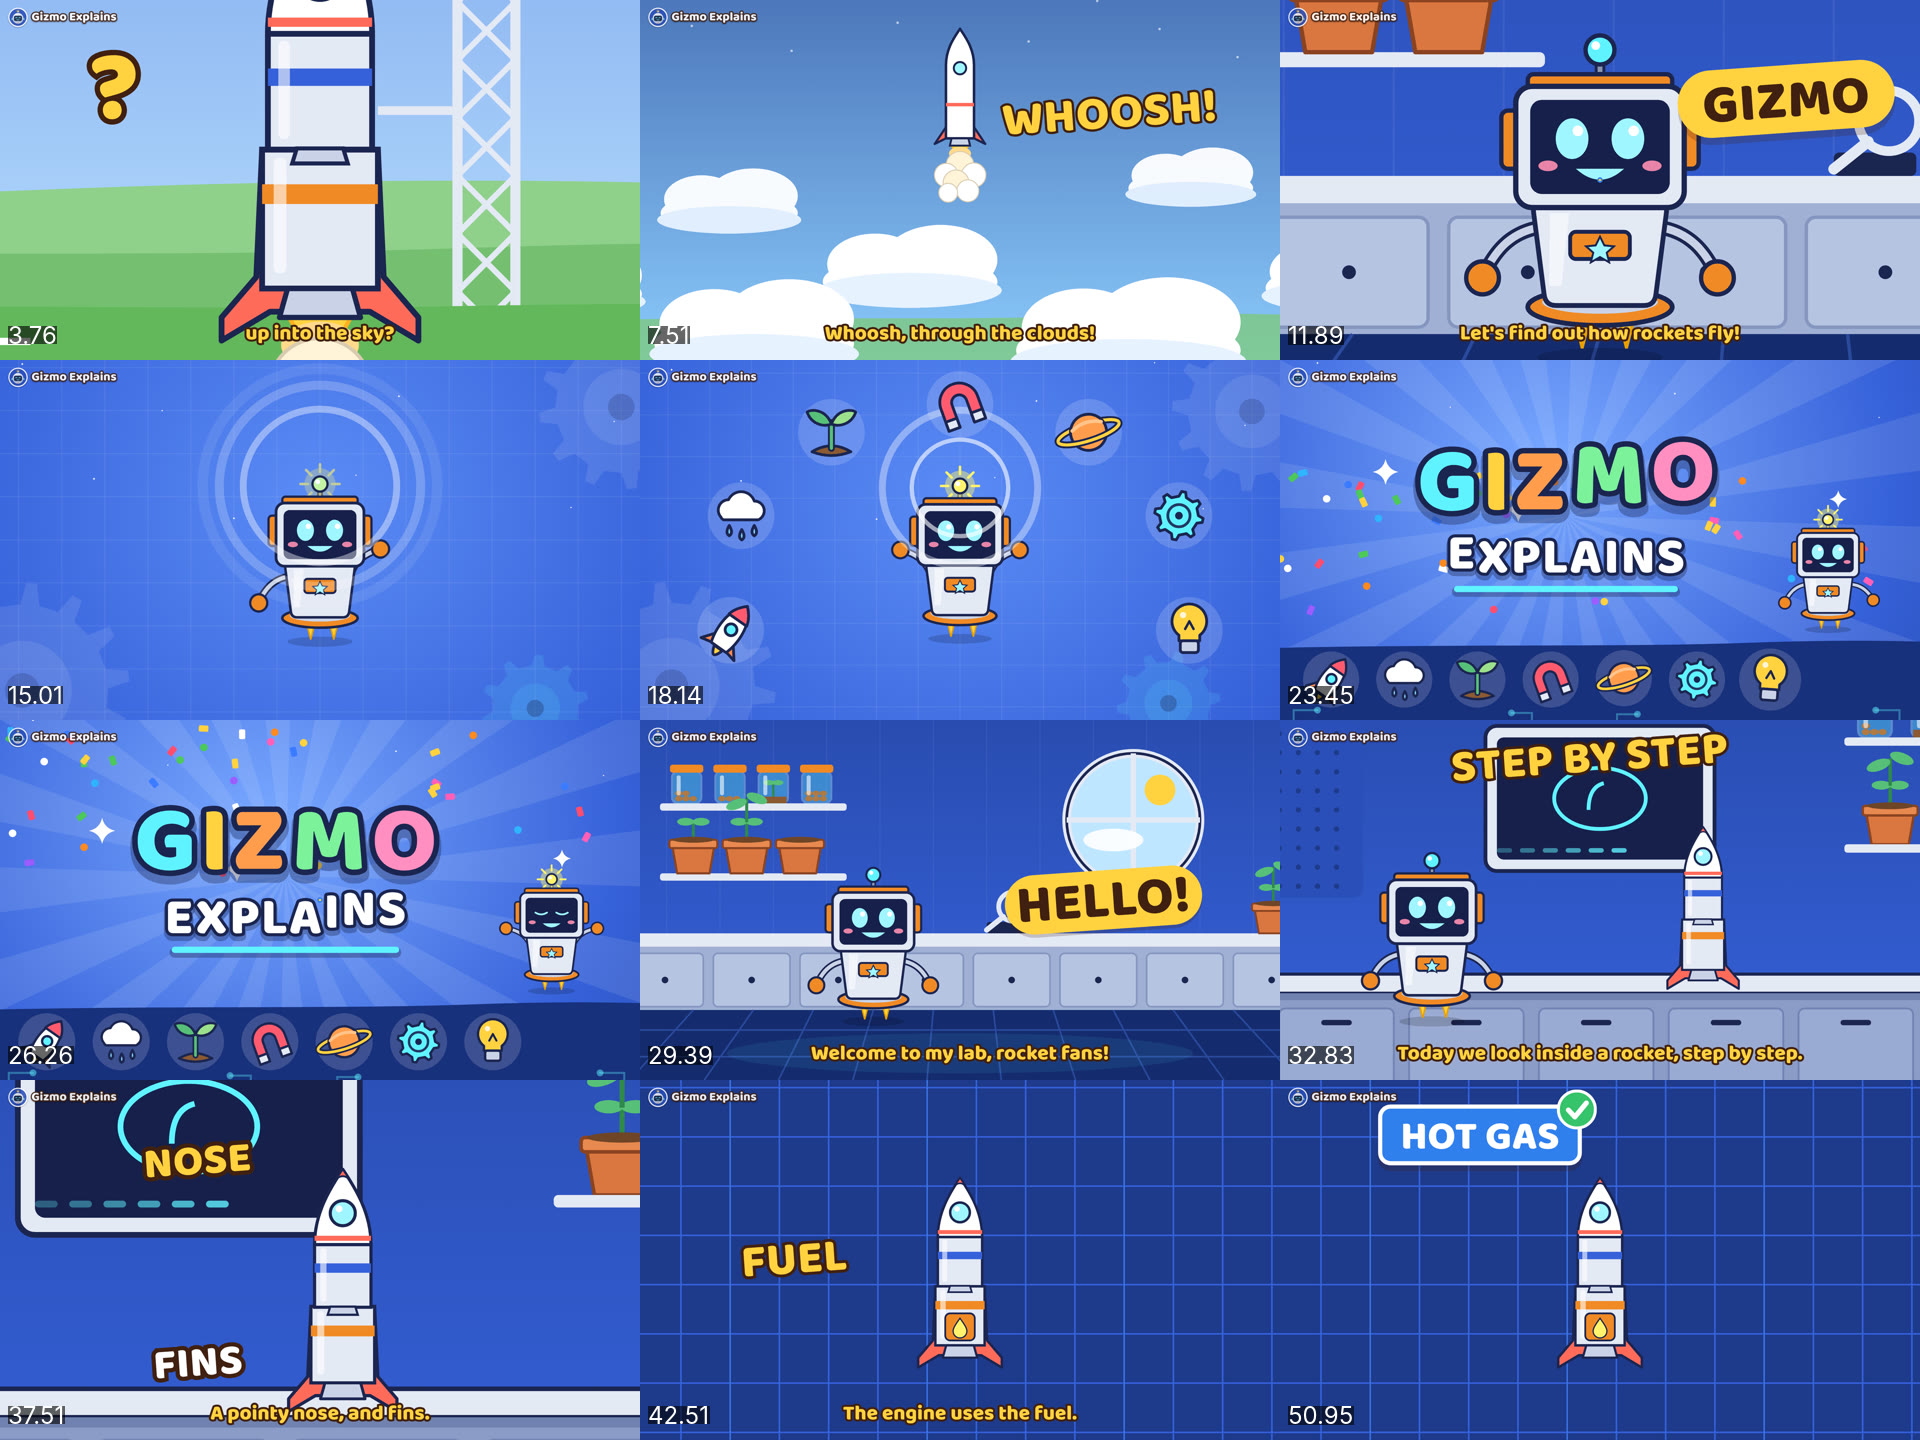 Gizmo Explains
?
up into the sky?
3.76
Gizmo Explains
WHOOSH!
Whoosh, through the clouds!
7.51
Gizmo Explains
GIZMO
Let's find out how rockets fly!
11.89
Gizmo Explains
15.01
Gizmo Explains
18.14
Gizmo Explains
GIZMO
EXPLAINS
23.45
Gizmo Explains
GIZMO
EXPLAINS
26.26
Gizmo Explains
HELLO!
Welcome to my lab, rocket fans!
29.39
Gizmo Explains
STEP BY STEP
Today we look inside a rocket, step by step.
32.83
Gizmo Explains
NOSE
FINS
A pointy nose, and fins.
37.51
Gizmo Explains
FUEL
The engine uses the fuel.
42.51
Gizmo Explains
HOT GAS
50.95